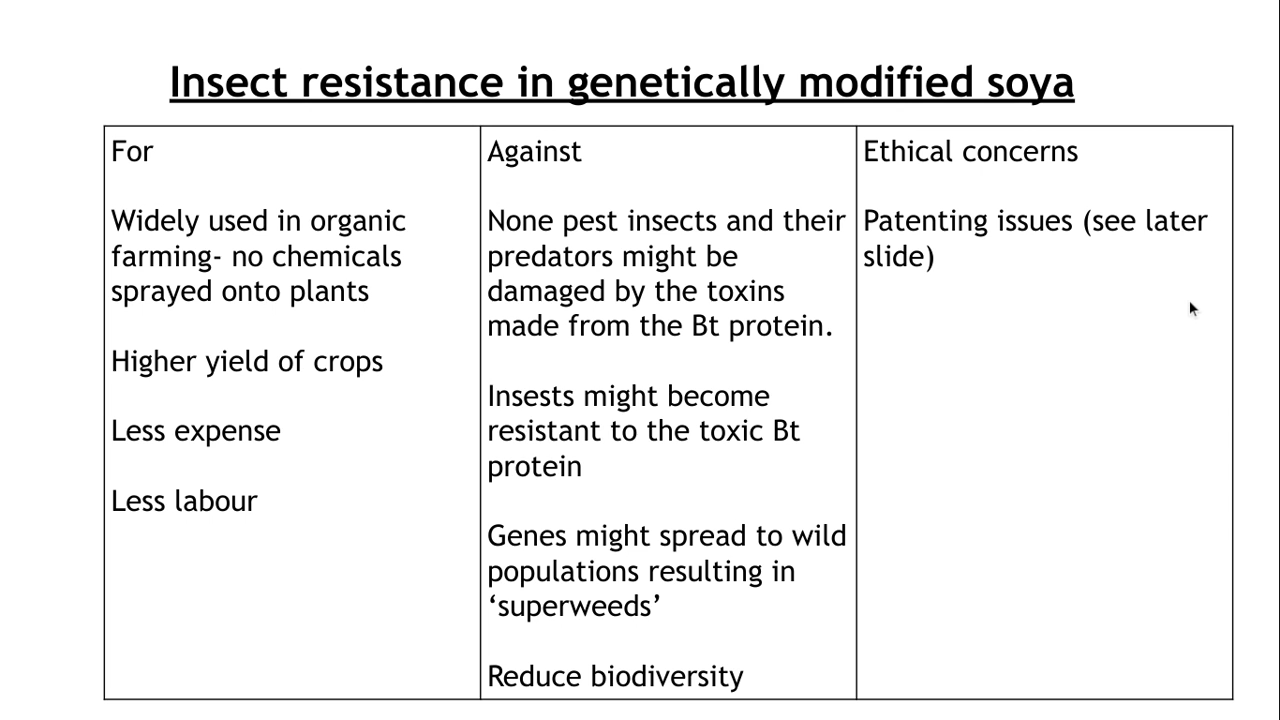 Insect resistance in genetically modified soya
For
Widely used in organic
farming- no chemicals
sprayed onto plants
Higher yield of crops
Less expense
Less labour
Against
None pest insects and their
predators might be
damaged by the toxins
made from the Bt protein.
Insests might become
resistant to the toxic Bt
protein
Genes might spread to wild
populations resulting in
‘superweeds’
Reduce biodiversity
Ethical concerns
Patenting issues (see later
slide)